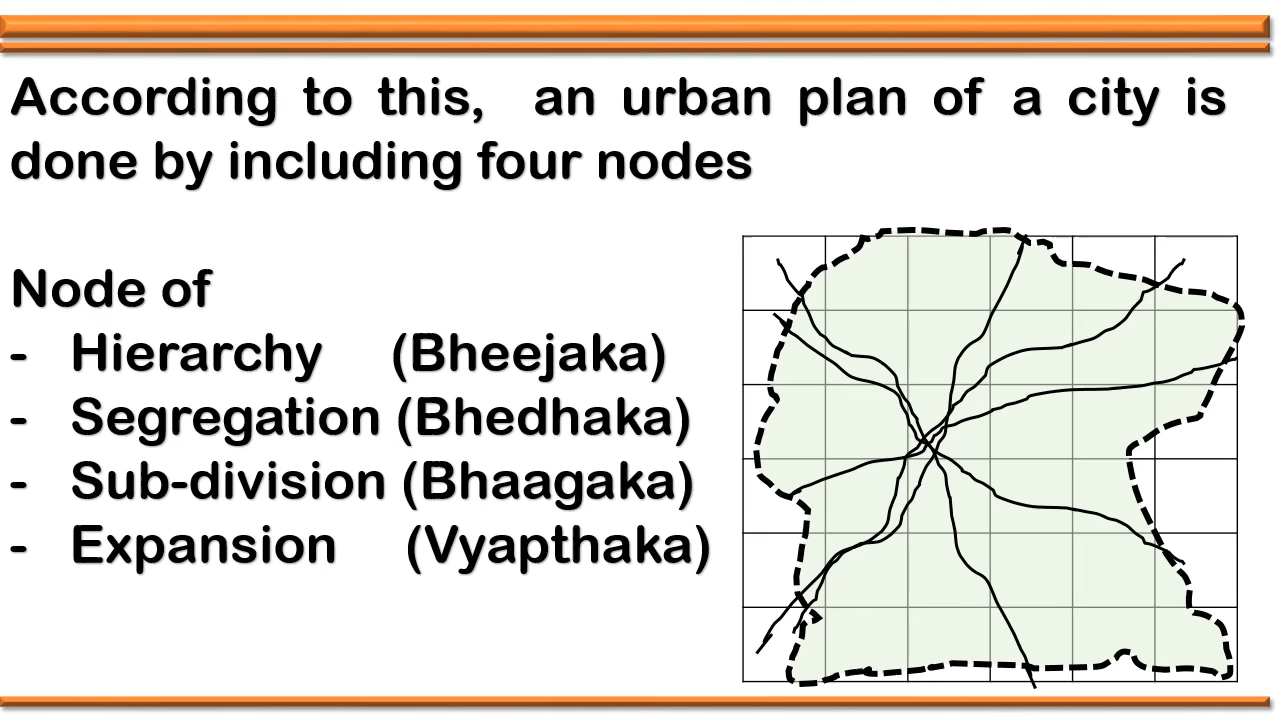 According to this, an urban plan of a city is
done by including four nodes
Node of
- Hierarchy (Bheejaka)
- Segregation (Bhedhaka)
- Sub-division (Bhaagaka)
- Expansion (Vyapthaka)